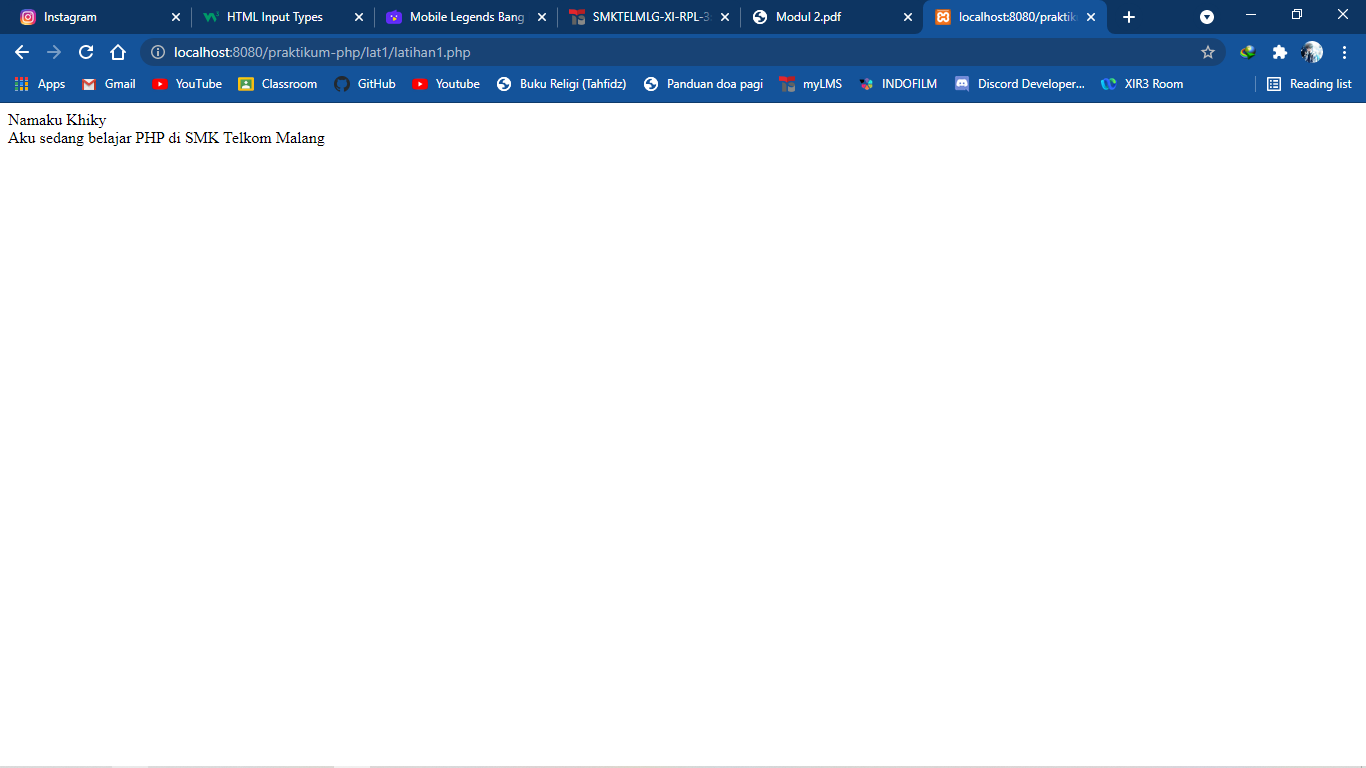 Instagram
HTML Input Types
Mobile Legends Bang
SMKTELMLG-XI-RPL-3
Modul 2.pdf
localhost:8080/praktik
localhost:8080/praktikum-php/lat1/latihan1.php
Apps Gmail YouTube Classroom GitHub Youtube Buku Religi (Tahfidz) Panduan doa pagi myLMS INDOFILM Discord Developer... XIR3 Room Reading list
Namaku Khiky
Aku sedang belajar PHP di SMK Telkom Malang